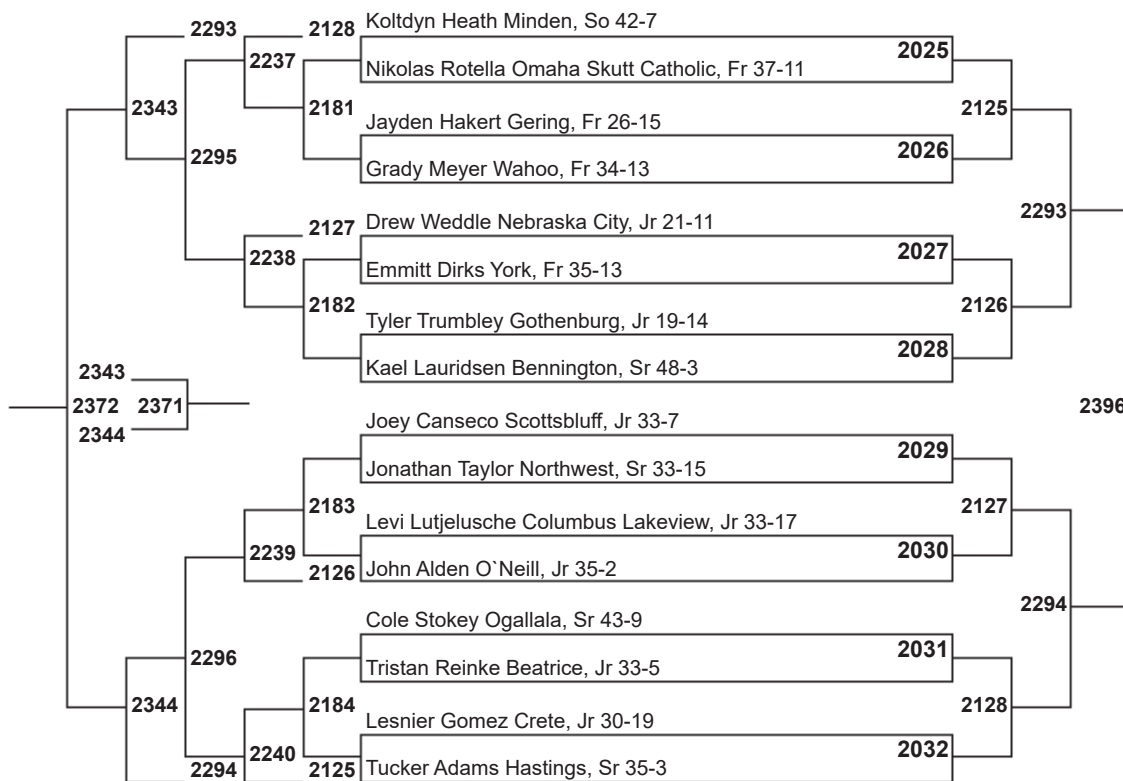 Koltdyn Heath Minden, So 42-7
2293
2128
2025
2237
Nikolas Rotella Omaha Skutt Catholic, Fr 37-11
2343
2181
2125
Jayden Hakert Gering, Fr 26-15
2026
2295
Grady Meyer Wahoo, Fr 34-13
2293
Drew Weddle Nebraska City, Jr 21-11
2127
2027
2238
Emmitt Dirks York, Fr 35-13
2182
2126
Tyler Trumbley Gothenburg, Jr 19-14
2028
Kael Lauridsen Bennington, Sr 48-3
2343
2372
2371
2396
2344
Joey Canseco Scottsbluff, Jr 33-7
2029
Jonathan Taylor Northwest, Sr 33-15
2183
2127
Levi Lutjelusche Columbus Lakeview, Jr 33-17
2030
2239
2126
John Alden O`Neill, Jr 35-2
2294
Cole Stokey Ogallala, Sr 43-9
2031
2296
Tristan Reinke Beatrice, Jr 33-5
2344
2184
2128
Lesnier Gomez Crete, Jr 30-19
2032
2240
2294
2125
Tucker Adams Hastings, Sr 35-3